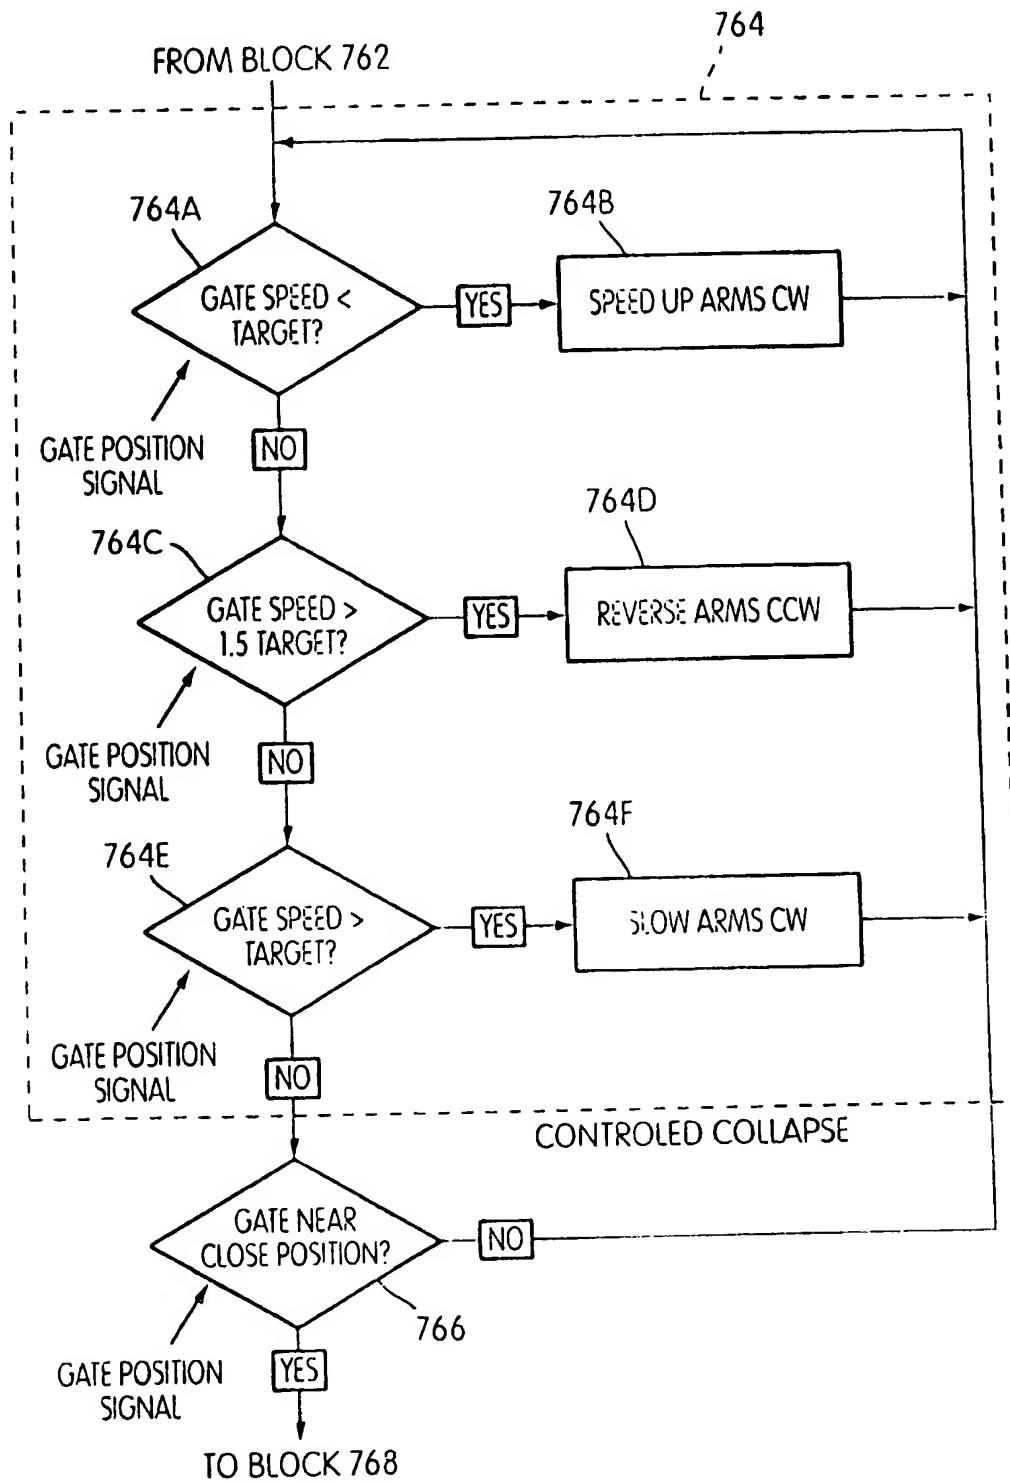 764
FROM BLOCK 762
764A
764B
GATE SPEED <
TARGET?
YES
SPEED UP ARMS CW
GATE POSITION
SIGNAL
NO
764C
764D
GATE SPEED >
1.5 TARGET?
YES
REVERSE ARMS CCW
GATE POSITION
SIGNAL
NO
764E
764F
GATE SPEED >
TARGET?
YES
SLOW ARMS CW
GATE POSITION
SIGNAL
NO
CONTROLED COLLAPSE
GATE NEAR
CLOSE POSITION?
NO
766
GATE POSITION
SIGNAL
YES
TO BLOCK 768